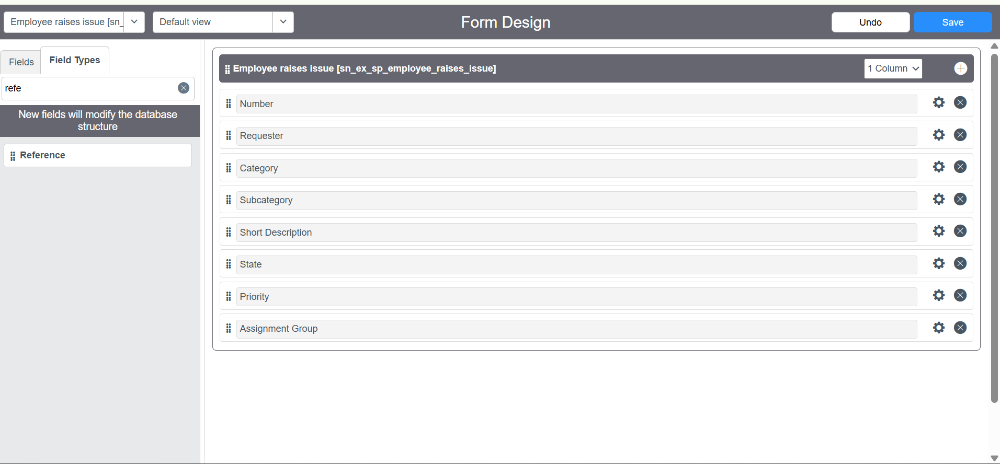 Employee raises issue [sn_
Default view
Form Design
Undo
Save
Fields
Field Types
refe
New fields will modify the database
structure
Reference
Employee raises issue [sn_ex_sp_employee_raises_issue]
1 Column
Number
Requester
Category
Subcategory
Short Description
State
Priority
Assignment Group